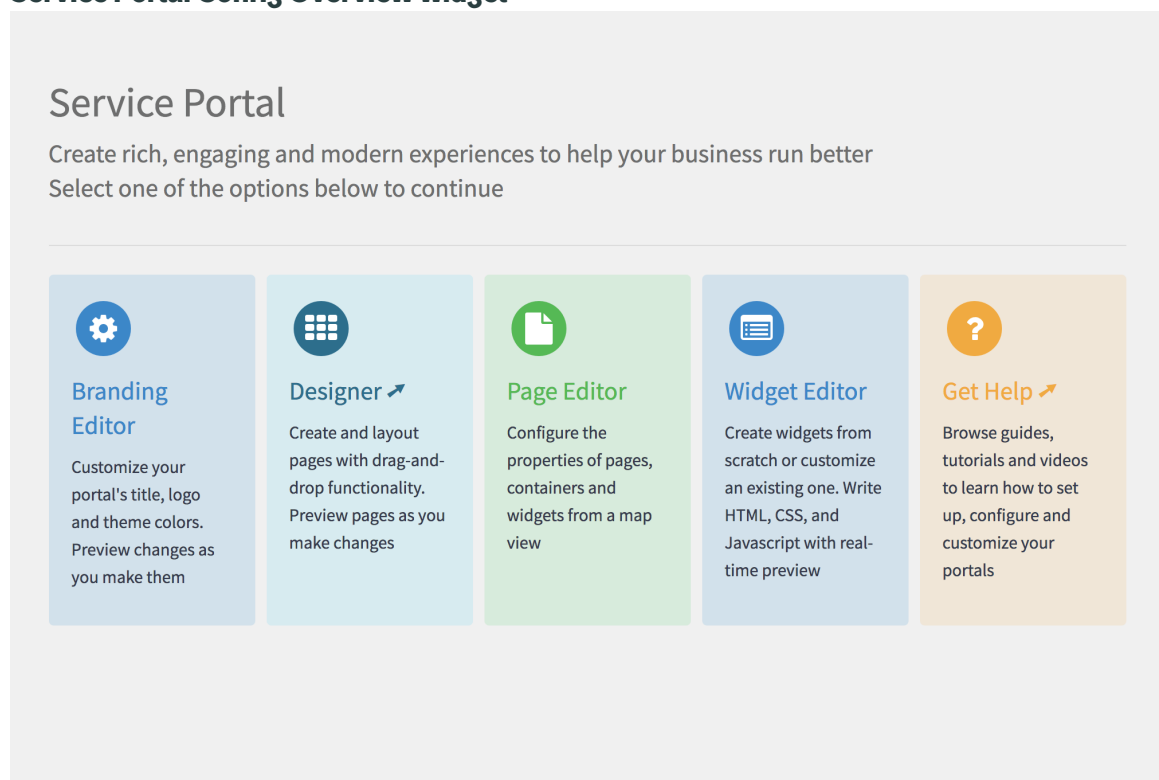 Service Portal Config Overview widget
Service Portal
Create rich, engaging and modern experiences to help your business run better
Select one of the options below to continue
Branding
Editor
Customize your
portal's title, logo
and theme colors.
Preview changes as
you make them
Designer
Create and layout
pages with drag-and-
drop functionality.
Preview pages as you
make changes
Page Editor
Configure the
properties of pages,
containers and
widgets from a map
view
Widget Editor
Create widgets from
scratch or customize
an existing one. Write
HTML, CSS, and
Javascript with real-
time preview
Get Help
Browse guides,
tutorials and videos
to learn how to set
up, configure and
customize your
portals